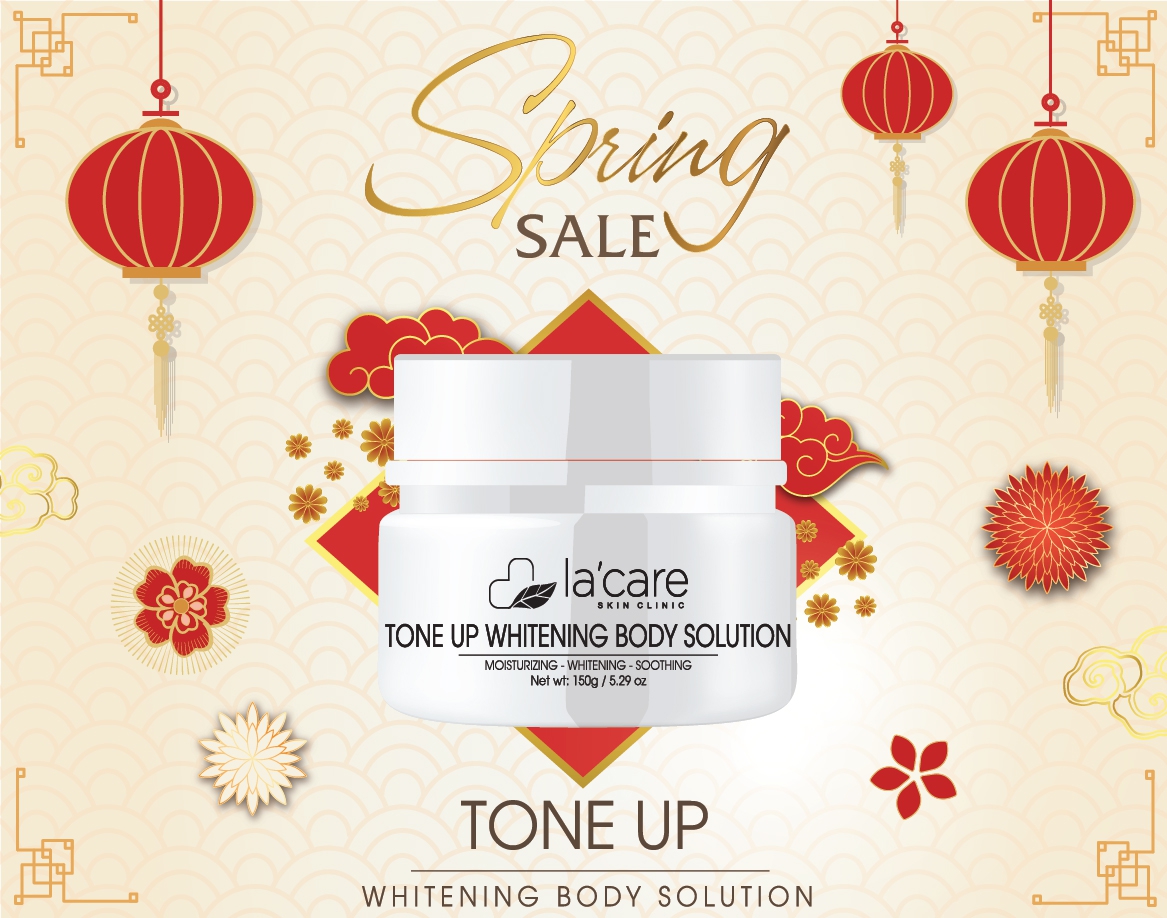 Spring
SALE
la'care
SKIN CLINIC
TONE UP WHITENING BODY SOLUTION
MOISTURIZING - WHITENING - SOOTHING
Net wt: 150g / 5.29 oz
TONE UP
WHITENING BODY SOLUTION